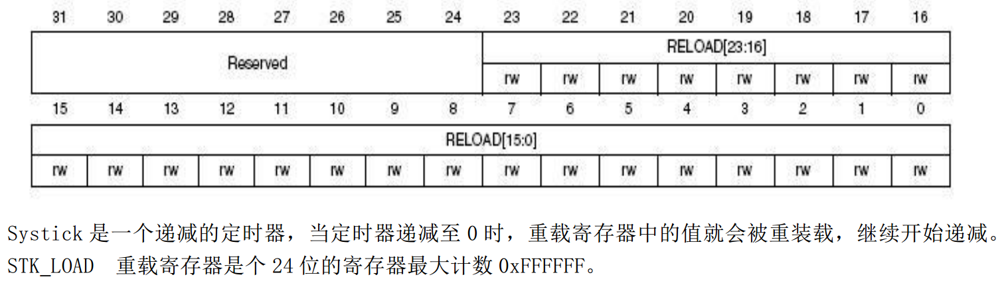 31 30 29 28 27 26 25 24 23 22 21 20 19 18 17 16
Reserved
RELOAD[23:16]
rw rw rw rw rw rw rw rw
15 14 13 12 11 10 9 8 7 6 5 4 3 2 1 0
RELOAD[15:0]
rw rw rw rw rw rw rw rw rw rw rw rw rw rw rw rw
Systick 是一个递减的定时器，当定时器递减至 0 时，重载寄存器中的值就会被重装载，继续开始递减。
STK_LOAD 重载寄存器是个 24 位的寄存器最大计数 0xFFFFFF。